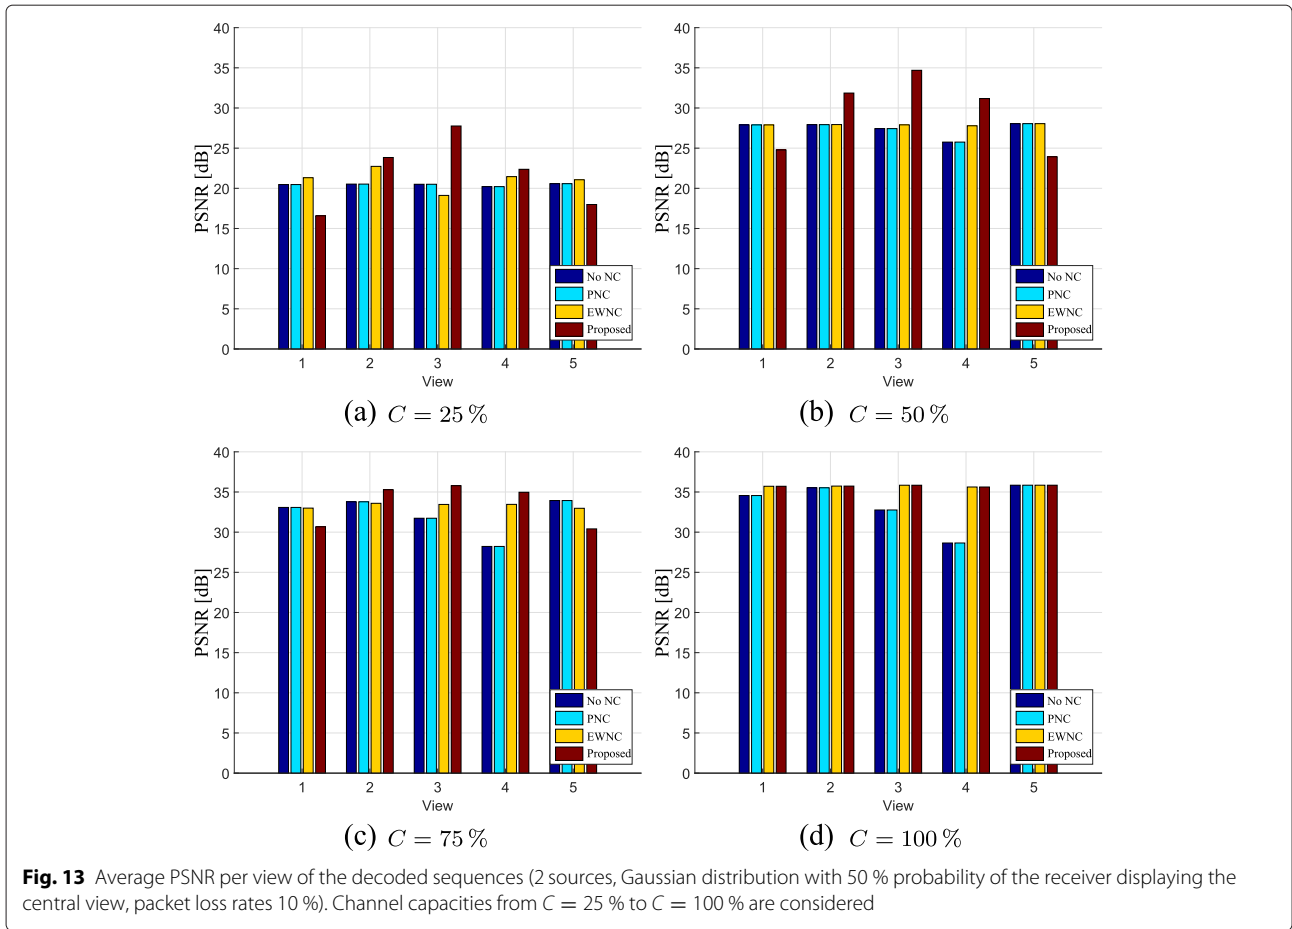 40
35
30
25
20
15
10
5
0
PSNR [dB]
No NC
PNC
EWNC
Proposed
1 2 3 4 5
View
(a) C = 25 %
40
35
30
25
20
15
10
5
0
PSNR [dB]
No NC
PNC
EWNC
Proposed
1 2 3 4 5
View
(b) C = 50 %
40
35
30
25
20
15
10
5
0
PSNR [dB]
No NC
PNC
EWNC
Proposed
1 2 3 4 5
View
(c) C = 75 %
40
35
30
25
20
15
10
5
0
PSNR [dB]
No NC
PNC
EWNC
Proposed
1 2 3 4 5
View
(d) C = 100 %
Fig. 13 Average PSNR per view of the decoded sequences (2 sources, Gaussian distribution with 50 % probability of the receiver displaying the
central view, packet loss rates 10 %). Channel capacities from C = 25 % to C = 100 % are considered